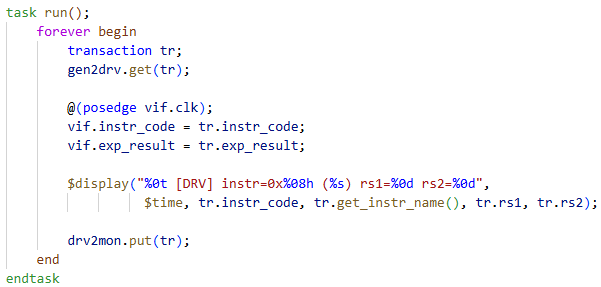 task run();
forever begin
transaction tr;
gen2drv.get(tr);
@(posedge vif.clk);
vif.instr_code = tr.instr_code;
vif.exp_result = tr.exp_result;
$display("%0t [DRV] instr=0x%08h (%s) rs1=%0d rs2=%0d",
$time, tr.instr_code, tr.get_instr_name(), tr.rs1, tr.rs2);
drv2mon.put(tr);
end
endtask